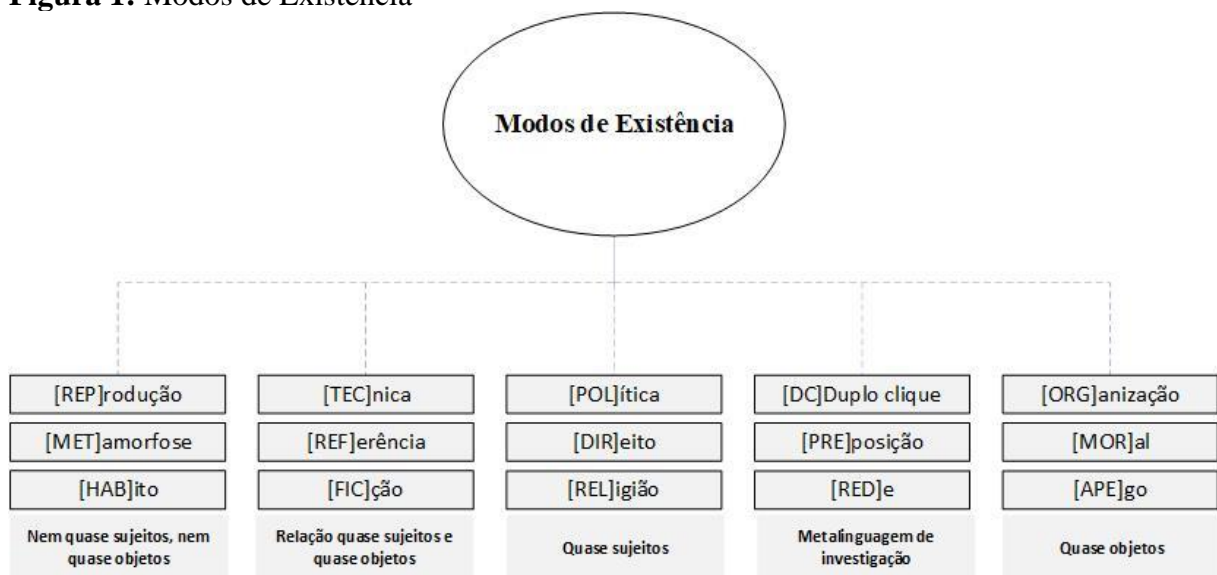 Figura 1: Modos de Existência
Modos de Existência
[REP]rodução
[MET]amorfose
[HAB]ito
Nem quase sujeitos, nem
quase objetos
[TEC]nica
[REF]erência
[FIC]ção
Relação quase sujeitos e
quase objetos
[POL]ítica
[DIR]eito
[REL]igião
Quase sujeitos
[DC]Duplo clique
[PRE]posição
[RED]e
Metalinguagem de
investigação
[ORG]anização
[MOR]al
[APE]go
Quase objetos